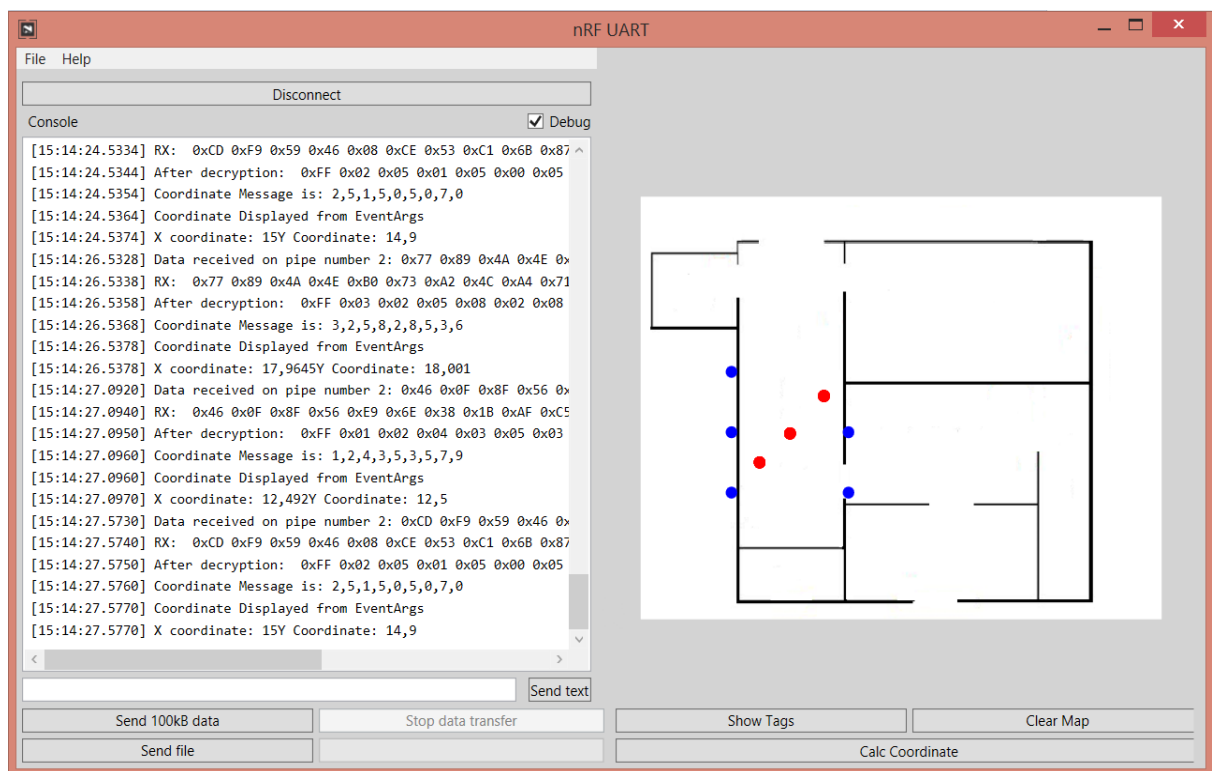 nRF UART
File Help
Disconnect
Console
Debug
[15:14:24.5334] RX: 0xCD 0xF9 0x59 0x46 0x08 0xCE 0x53 0xC1 0x6B 0x87
[15:14:24.5344] After decryption: 0xFF 0x02 0x05 0x01 0x05 0x00 0x05
[15:14:24.5354] Coordinate Message is: 2,5,1,5,0,5,0,7,0
[15:14:24.5364] Coordinate Displayed from EventArgs
[15:14:24.5374] X coordinate: 15Y Coordinate: 14,9
[15:14:26.5328] Data received on pipe number 2: 0x77 0x89 0x4A 0x4E 0x
[15:14:26.5338] RX: 0x77 0x89 0x4A 0x4E 0xB0 0x73 0xA2 0x4C 0xA4 0x71
[15:14:26.5358] After decryption: 0xFF 0x03 0x02 0x05 0x08 0x02 0x08
[15:14:26.5368] Coordinate Message is: 3,2,5,8,2,8,5,3,6
[15:14:26.5378] Coordinate Displayed from EventArgs
[15:14:26.5378] X coordinate: 17,9645Y Coordinate: 18,001
[15:14:27.0920] Data received on pipe number 2: 0x46 0x0F 0x8F 0x56 0x
[15:14:27.0940] RX: 0x46 0x0F 0x8F 0x56 0xE9 0x6E 0x38 0x1B 0xAF 0xC5
[15:14:27.0950] After decryption: 0xFF 0x01 0x02 0x04 0x03 0x05 0x03
[15:14:27.0960] Coordinate Message is: 1,2,4,3,5,3,5,7,9
[15:14:27.0960] Coordinate Displayed from EventArgs
[15:14:27.0970] X coordinate: 12,492Y Coordinate: 12,5
[15:14:27.5730] Data received on pipe number 2: 0xCD 0xF9 0x59 0x46 0x
[15:14:27.5740] RX: 0xCD 0xF9 0x59 0x46 0x08 0xCE 0x53 0xC1 0x6B 0x87
[15:14:27.5750] After decryption: 0xFF 0x02 0x05 0x01 0x05 0x00 0x05
[15:14:27.5760] Coordinate Message is: 2,5,1,5,0,5,0,7,0
[15:14:27.5770] Coordinate Displayed from EventArgs
[15:14:27.5770] X coordinate: 15Y Coordinate: 14,9
Send text
Send 100kB data
Stop data transfer
Show Tags
Clear Map
Send file
Calc Coordinate